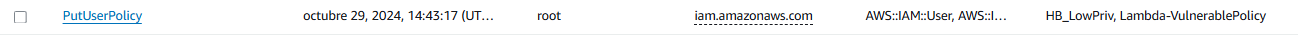 PutUserPolicy octubre 29, 2024, 14:43:17 (UT... root iam.amazonaws.com AWS::IAM::User, AWS::I... HB_LowPriv, Lambda-VulnerablePolicy